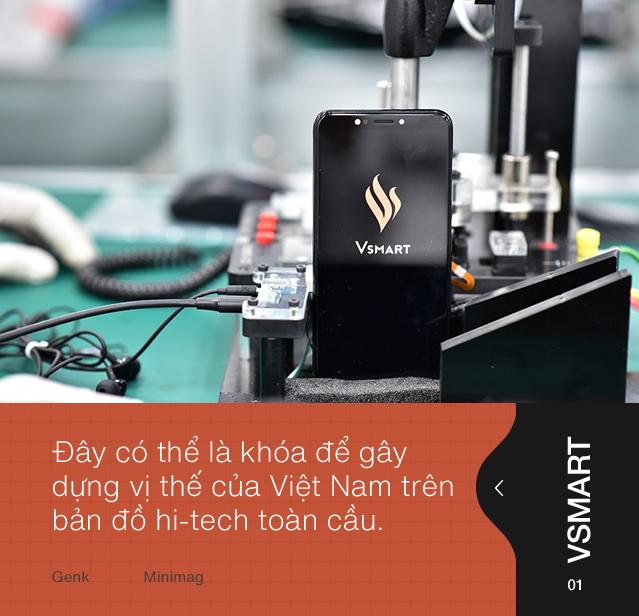 VSMART
Đây có thể là khóa để gây
dựng vị thế của Việt Nam trên
bản đồ hi-tech toàn cầu.
Genk Minimag
VSMART
01